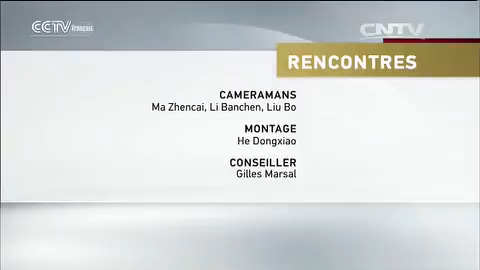 CCTV français
CNTV
RENCONTRES
CAMERAMANS
Ma Zhencai, Li Banchen, Liu Bo
MONTAGE
He Dongxiao
CONSEILLER
Gilles Marsal